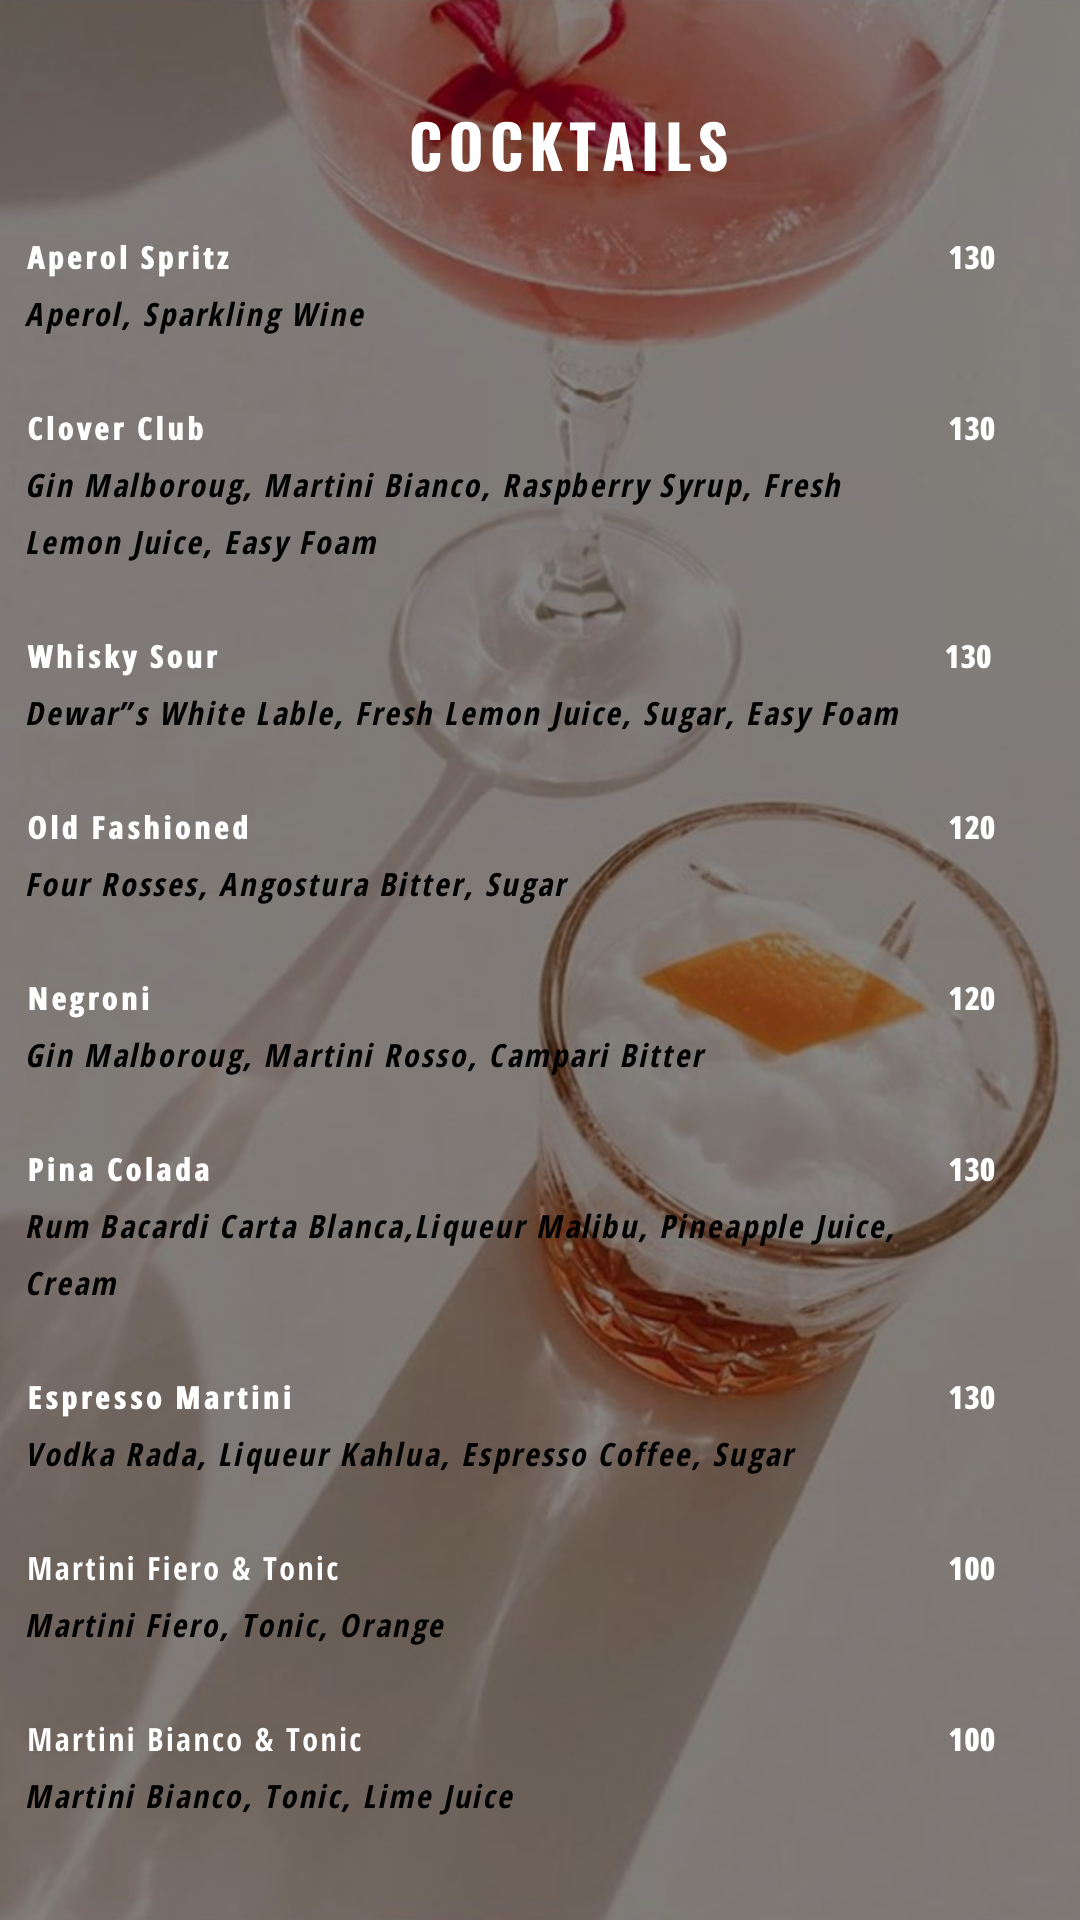 COCKTAILS
Aperol Spritz 130
Aperol, Sparkling Wine
Clover Club 130
Gin Malboroug, Martini Bianco, Raspberry Syrup, Fresh
Lemon Juice, Easy Foam
Whisky Sour 130
Dewar”s White Lable, Fresh Lemon Juice, Sugar, Easy Foam
Old Fashioned 120
Four Rosses, Angostura Bitter, Sugar
Negroni 120
Gin Malboroug, Martini Rosso, Campari Bitter
Pina Colada 130
Rum Bacardi Carta Blanca,Liqueur Malibu, Pineapple Juice,
Cream
Espresso Martini 130
Vodka Rada, Liqueur Kahlua, Espresso Coffee, Sugar
Martini Fiero & Tonic 100
Martini Fiero, Tonic, Orange
Martini Bianco & Tonic 100
Martini Bianco, Tonic, Lime Juice